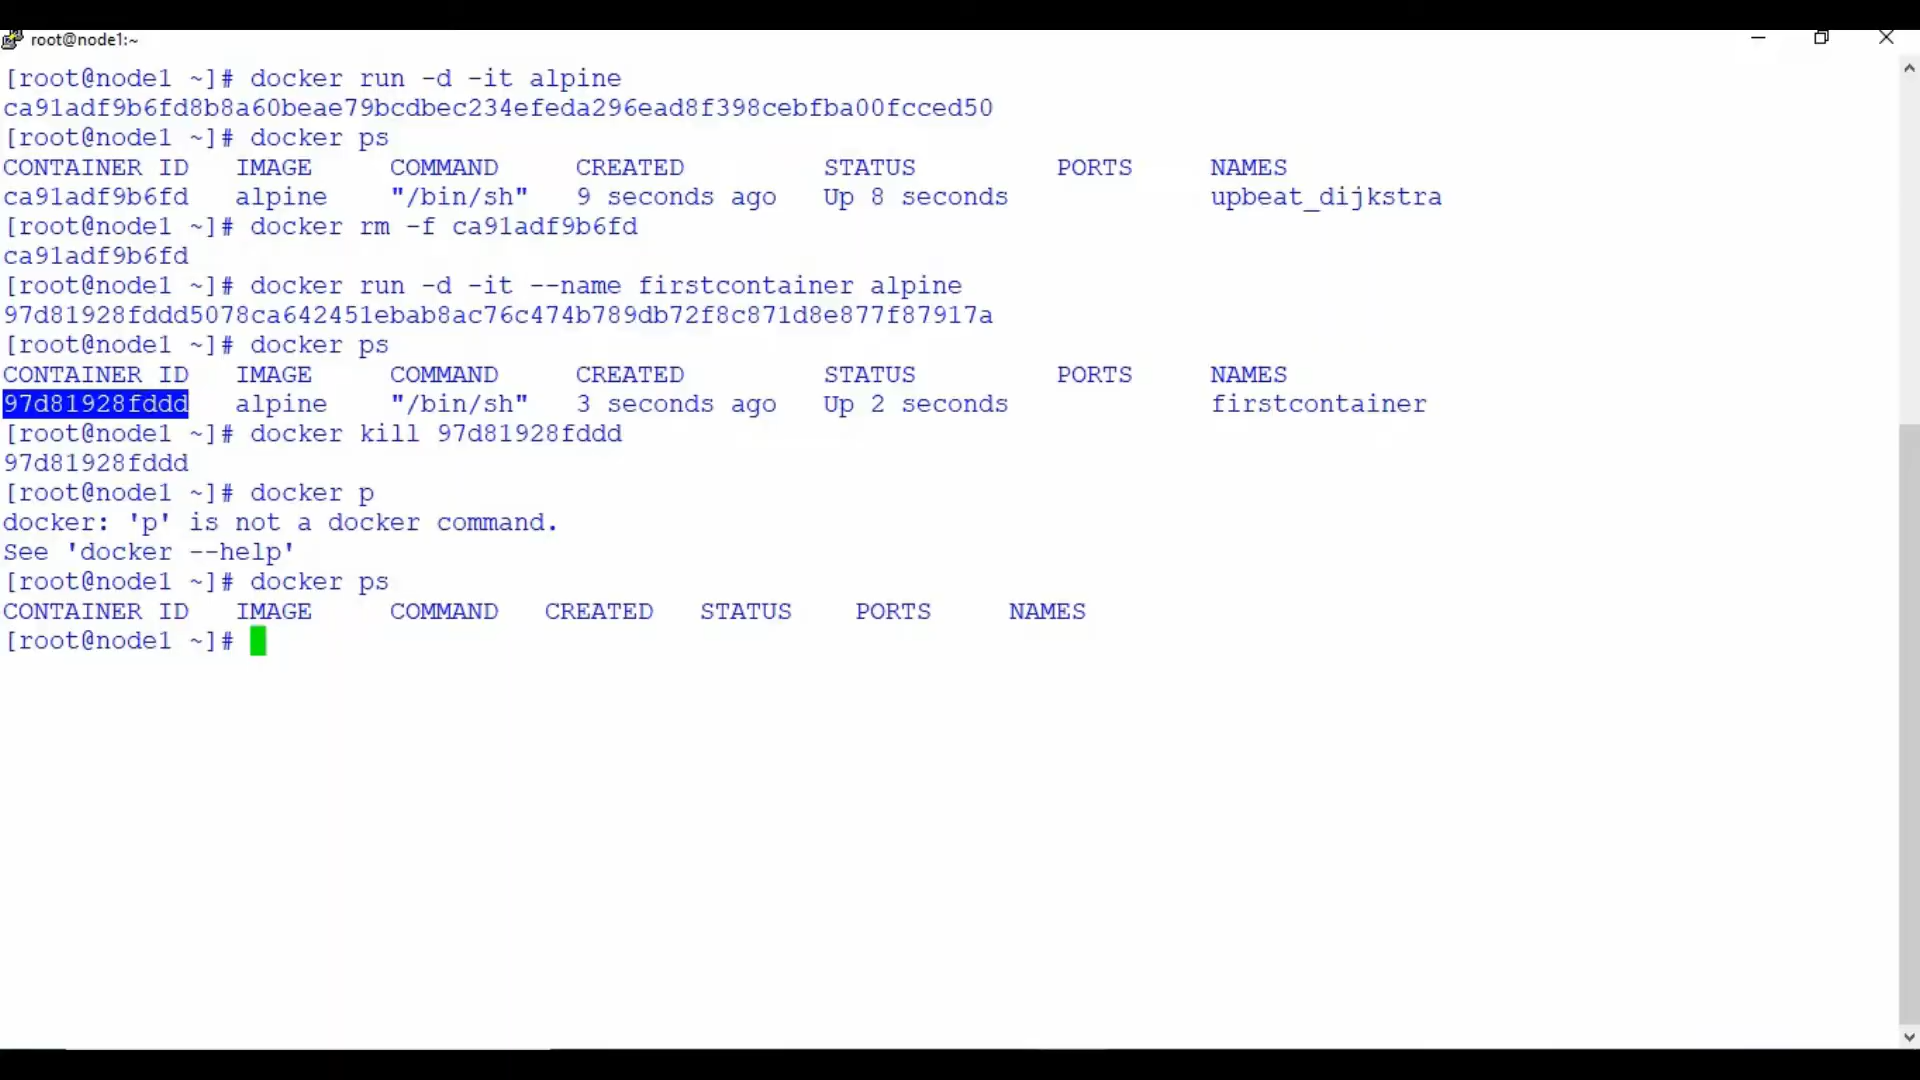 root@node1:~
[root@node1 ~]# docker run -d -it alpine
ca91adf9b6fd8b8a60beae79bcdbec234efeda296ead8f398cebfba00fcced50
[root@node1 ~]# docker ps
CONTAINER ID   IMAGE     COMMAND     CREATED         STATUS         PORTS     NAMES
ca91adf9b6fd   alpine    "/bin/sh"   9 seconds ago   Up 8 seconds             upbeat_dijkstra
[root@node1 ~]# docker rm -f ca91adf9b6fd
ca91adf9b6fd
[root@node1 ~]# docker run -d -it --name firstcontainer alpine
97d81928fddd5078ca642451ebab8ac76c474b789db72f8c871d8e877f87917a
[root@node1 ~]# docker ps
CONTAINER ID   IMAGE     COMMAND     CREATED         STATUS         PORTS     NAMES
97d81928fddd   alpine    "/bin/sh"   3 seconds ago   Up 2 seconds             firstcontainer
[root@node1 ~]# docker kill 97d81928fddd
97d81928fddd
[root@node1 ~]# docker p
docker: 'p' is not a docker command.
See 'docker --help'
[root@node1 ~]# docker ps
CONTAINER ID   IMAGE     COMMAND   CREATED   STATUS    PORTS     NAMES
[root@node1 ~]#